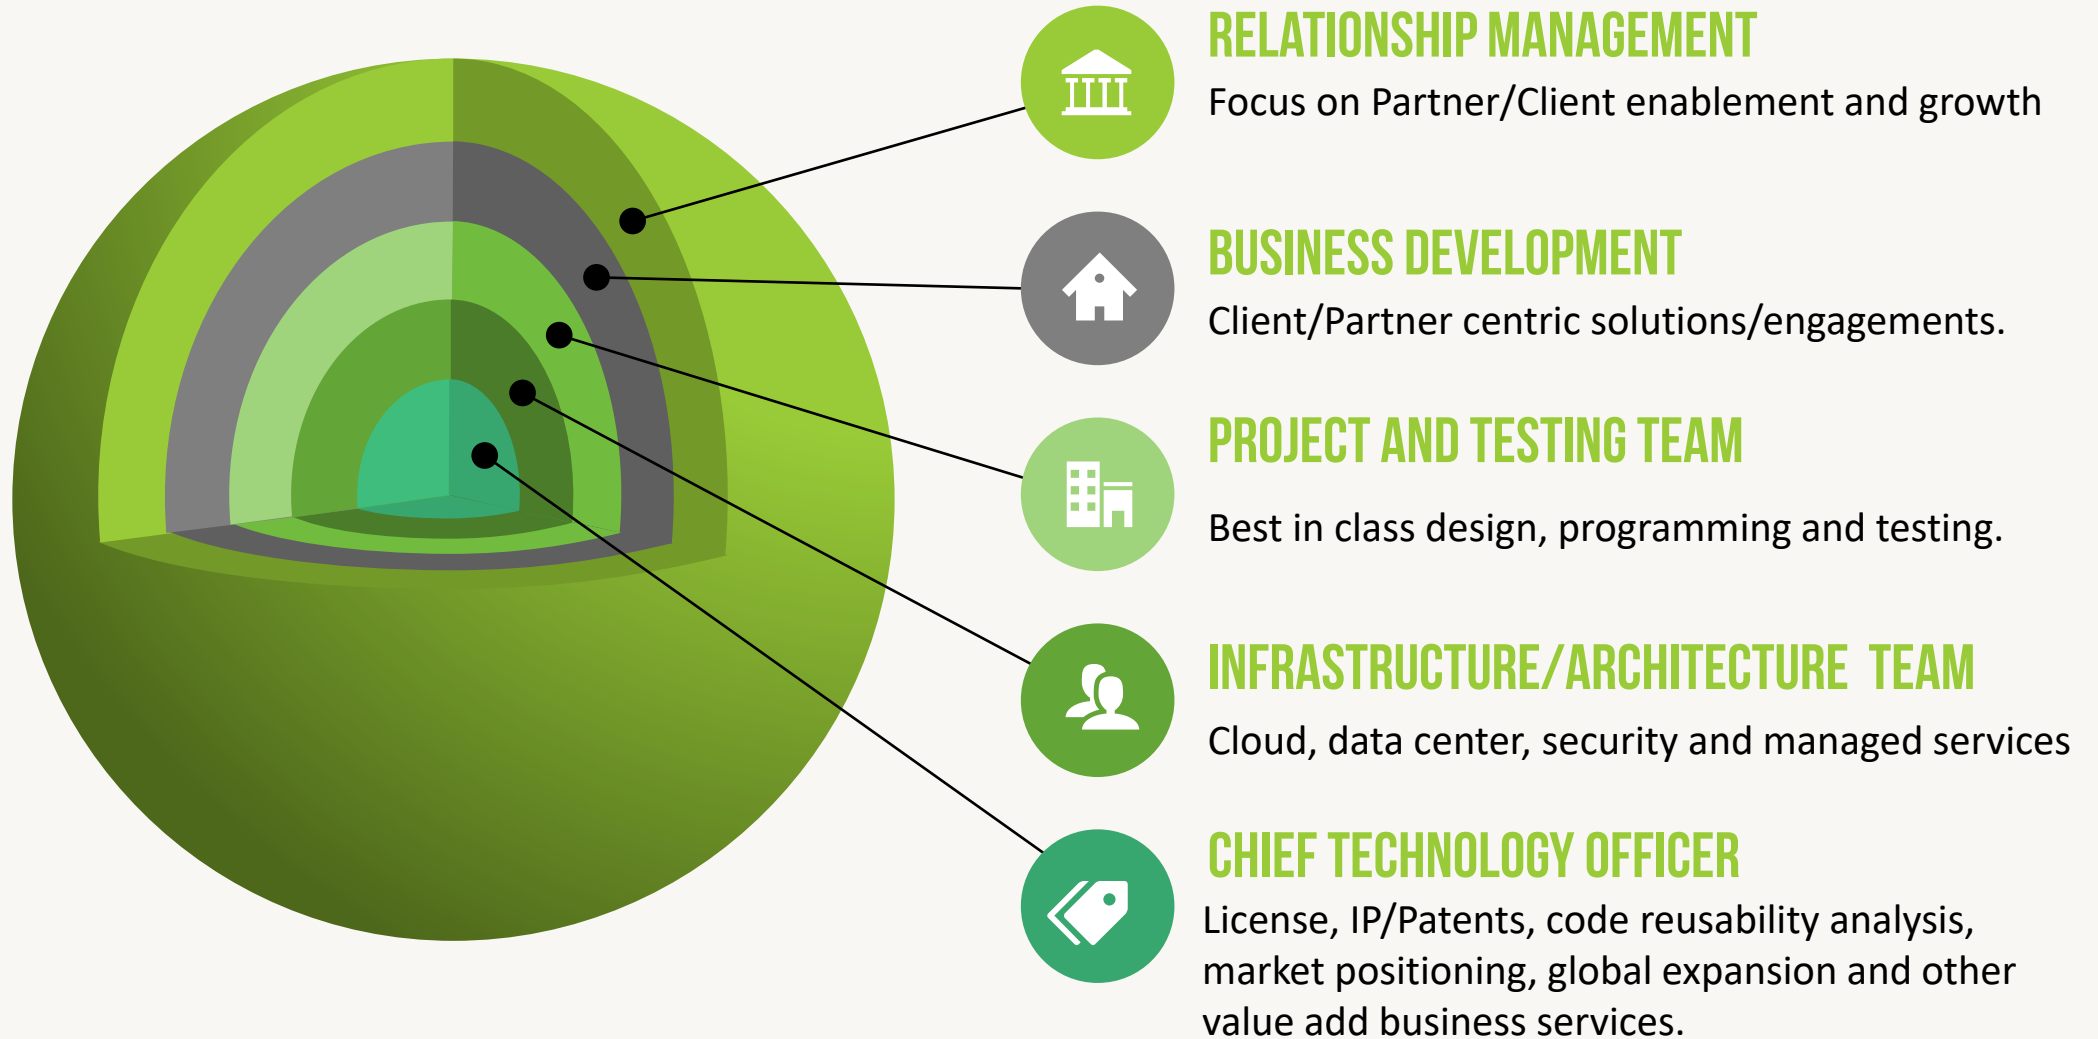 RELATIONSHIP MANAGEMENT
Focus on Partner/Client enablement and growth
BUSINESS DEVELOPMENT
Client/Partner centric solutions/engagements.
PROJECT AND TESTING TEAM
Best in class design, programming and testing.
INFRASTRUCTURE/ARCHITECTURE TEAM
Cloud, data center, security and managed services
CHIEF TECHNOLOGY OFFICER
License, IP/Patents, code reusability analysis,
market positioning, global expansion and other
value add business services.